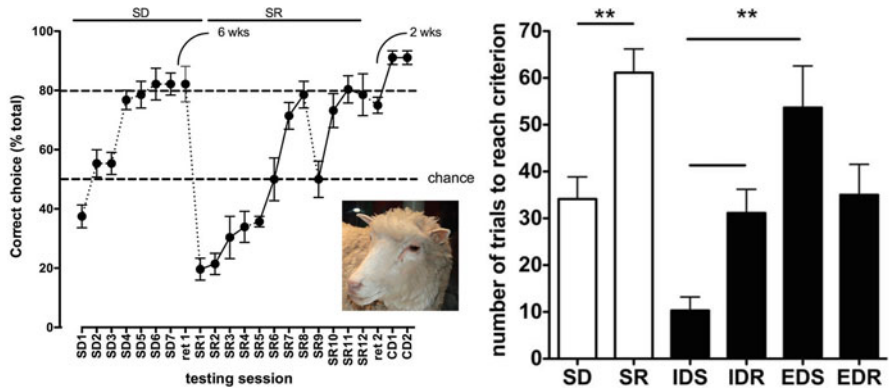 SD SR
6 wks 2 wks
100
80
60
40
20
0
Correct choice (% total)
chance
SD1 SD2 SD3 SD4 SD5 SD6 SD7 ret 1 SR1 SR2 SR3 SR4 SR5 SR6 SR7 SR8 SR9 SR10 SR11 SR12 ret 2 CD1 CD2
testing session
** **
70
60
50
40
30
20
10
0
number of trials to reach criterion
SD SR IDS IDR EDS EDR